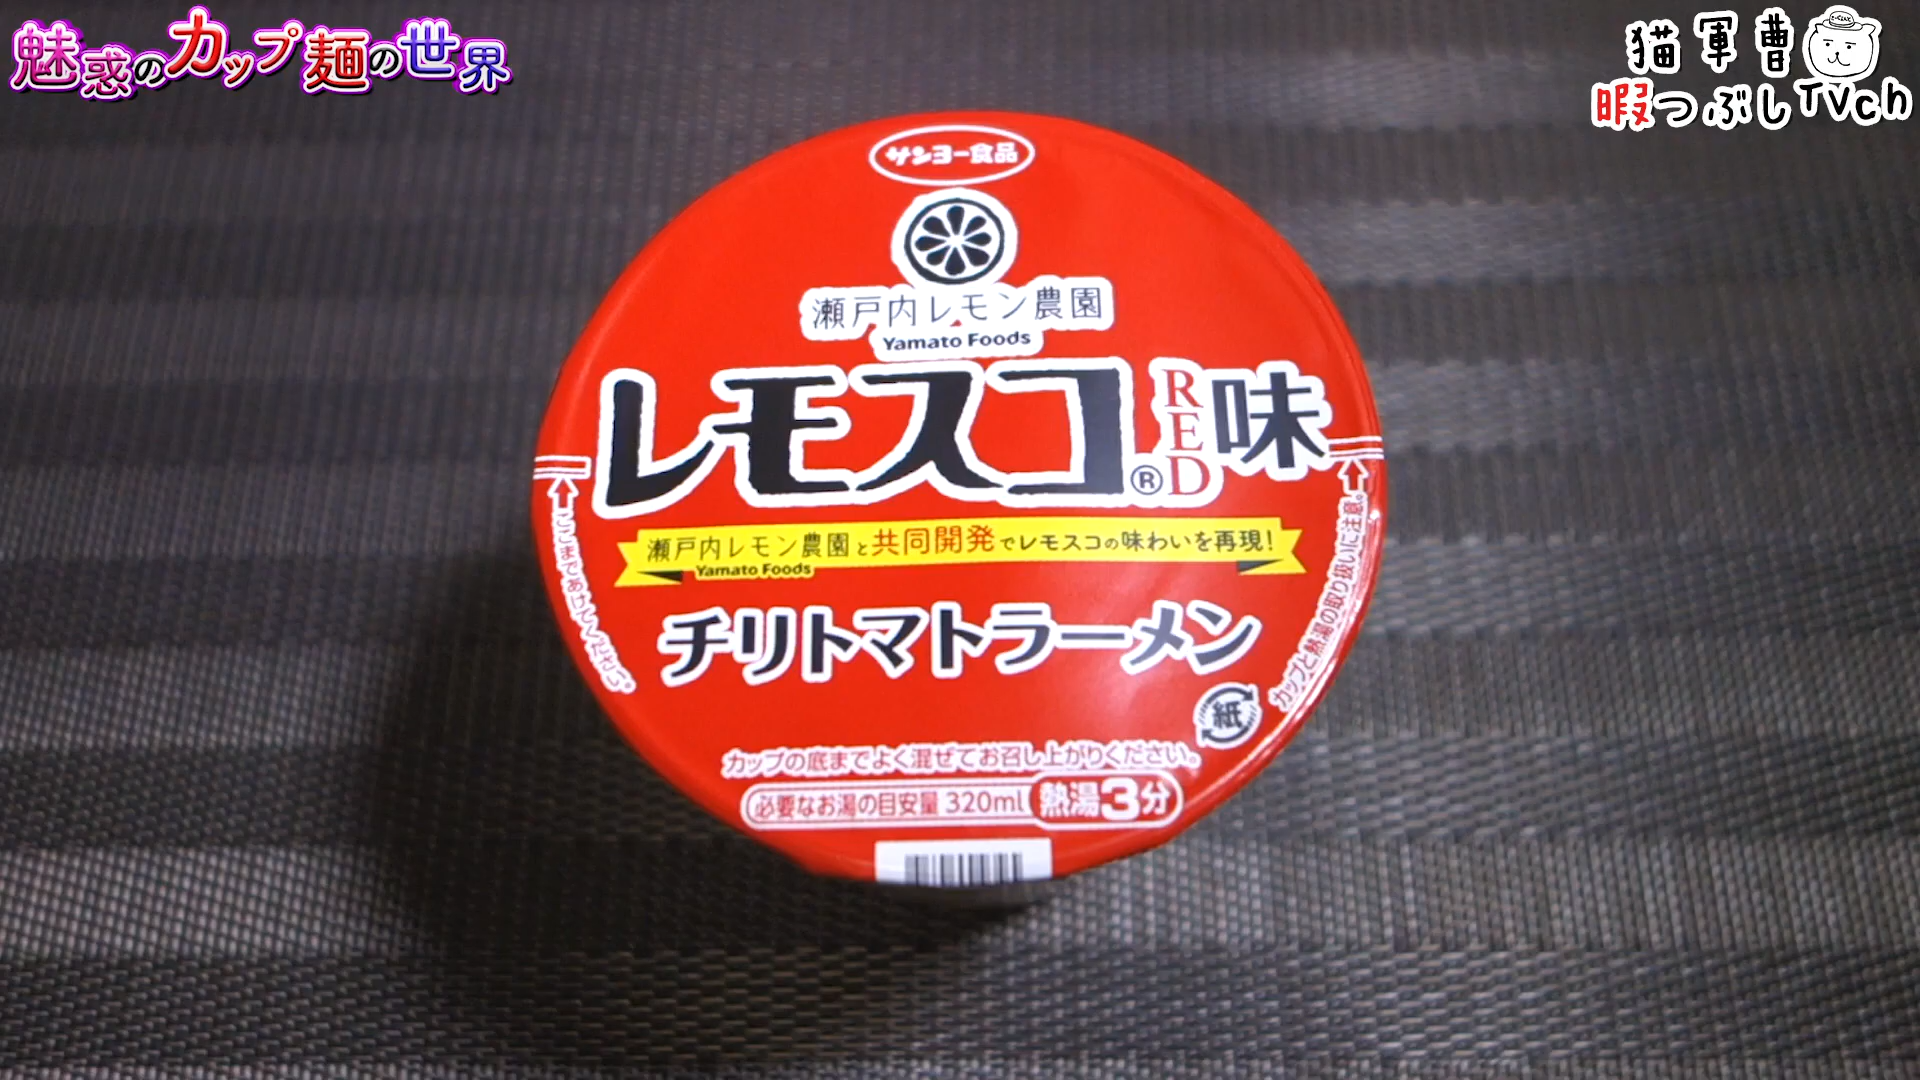 魅惑のカップ麺の世界
猫軍曹
暇つぶしTVch
サンヨー食品
瀬戸内レモン農園
Yamato Foods
レモスコ®RED味
瀬戸内レモン農園と共同開発でレモスコの味わいを再現!
Yamato Foods
チリトマトラーメン
ここまであけてください。
カップと熱湯の取り扱いに注意。
紙
カップの底までよく混ぜてお召し上がりください。
必要なお湯の目安量 320ml 熱湯3分